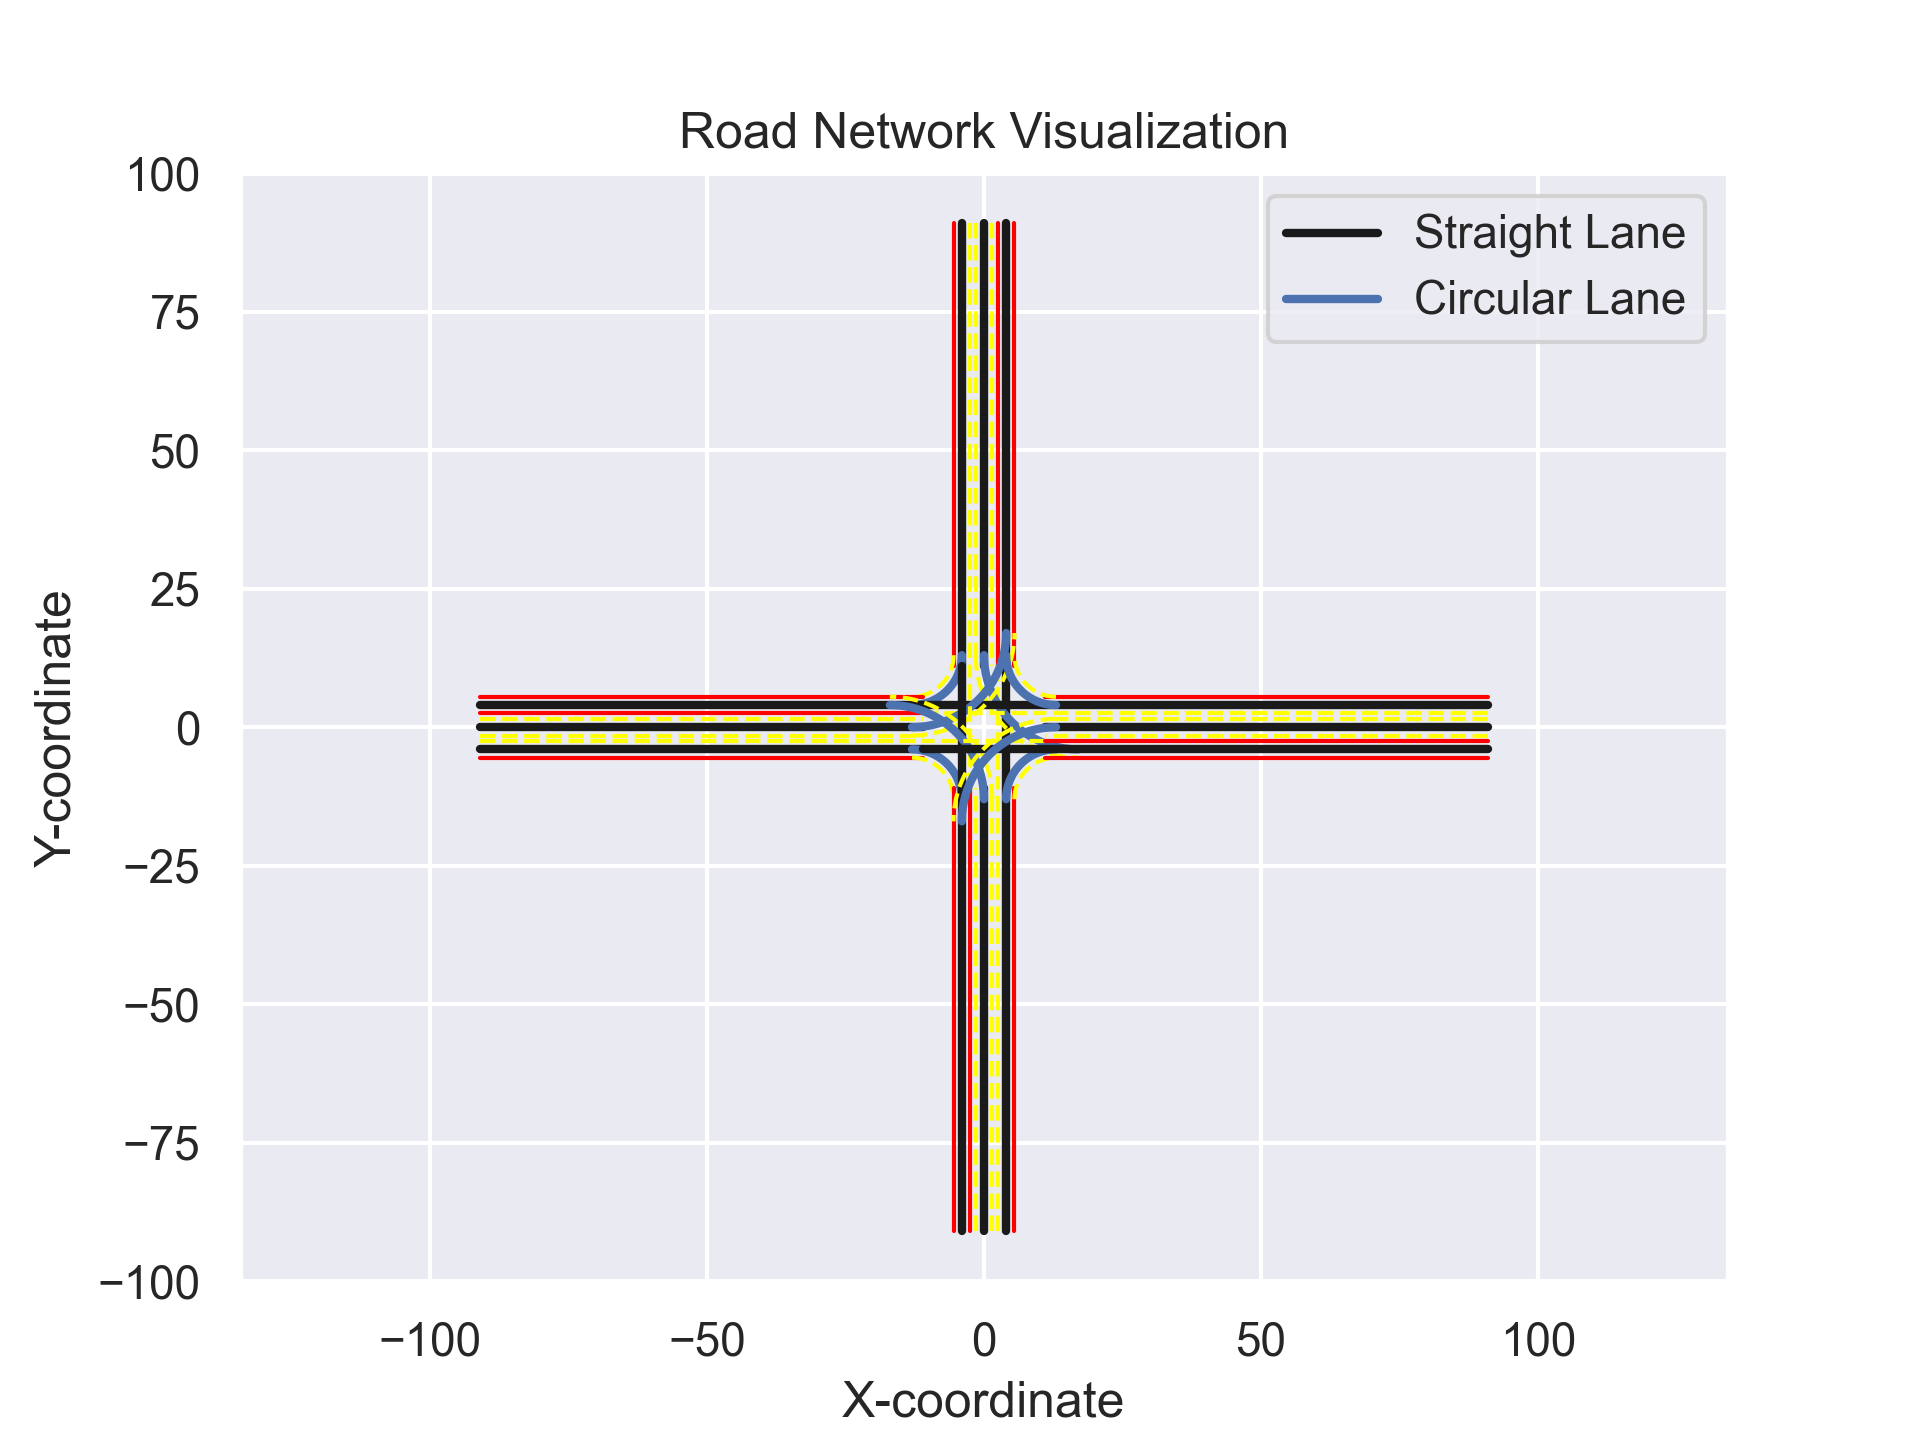 Road Network Visualization
Straight Lane
Circular Lane
100
75
50
25
0
−25
−50
−75
−100
Y-coordinate
−100 −50 0 50 100
X-coordinate